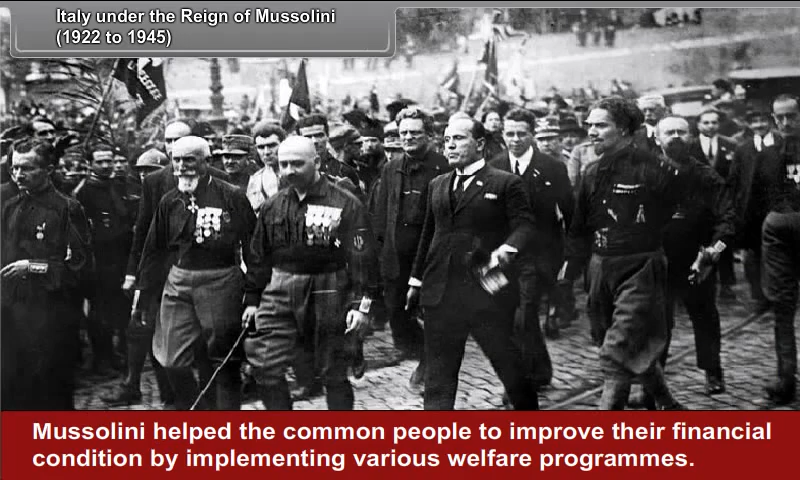 Italy under the Reign of Mussolini
(1922 to 1945)
Mussolini helped the common people to improve their financial
condition by implementing various welfare programmes.